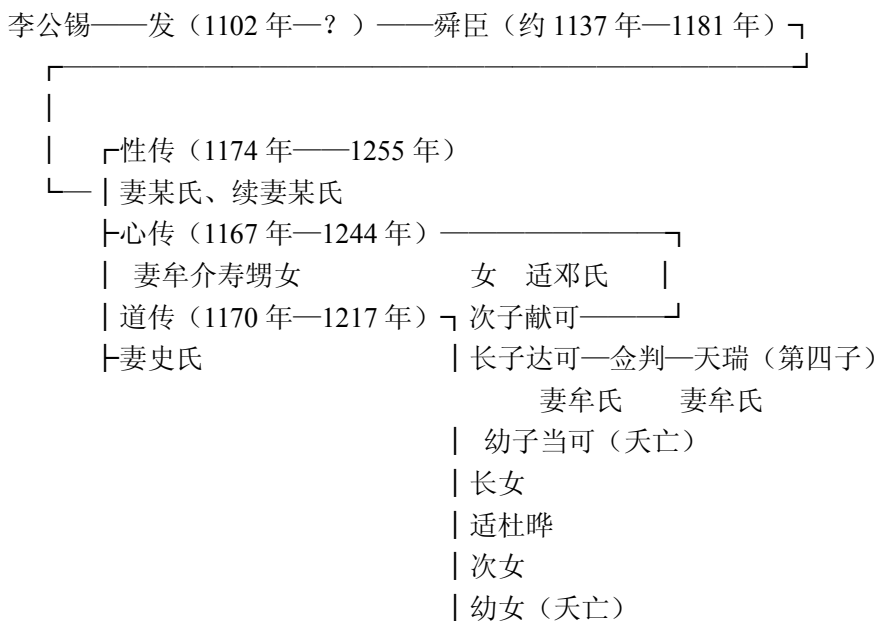 李公锡——发（1102 年—？）——舜臣（约 1137 年—1181 年）
性传（1174 年——1255 年）
妻某氏、续妻某氏
心传（1167 年—1244 年）
妻牟介寿甥女 女 适邓氏
道传（1170 年—1217 年） 次子献可
妻史氏 长子达可—佥判—天瑞（第四子）
妻牟氏 妻牟氏
幼子当可（夭亡）
长女
适杜晔
次女
幼女（夭亡）